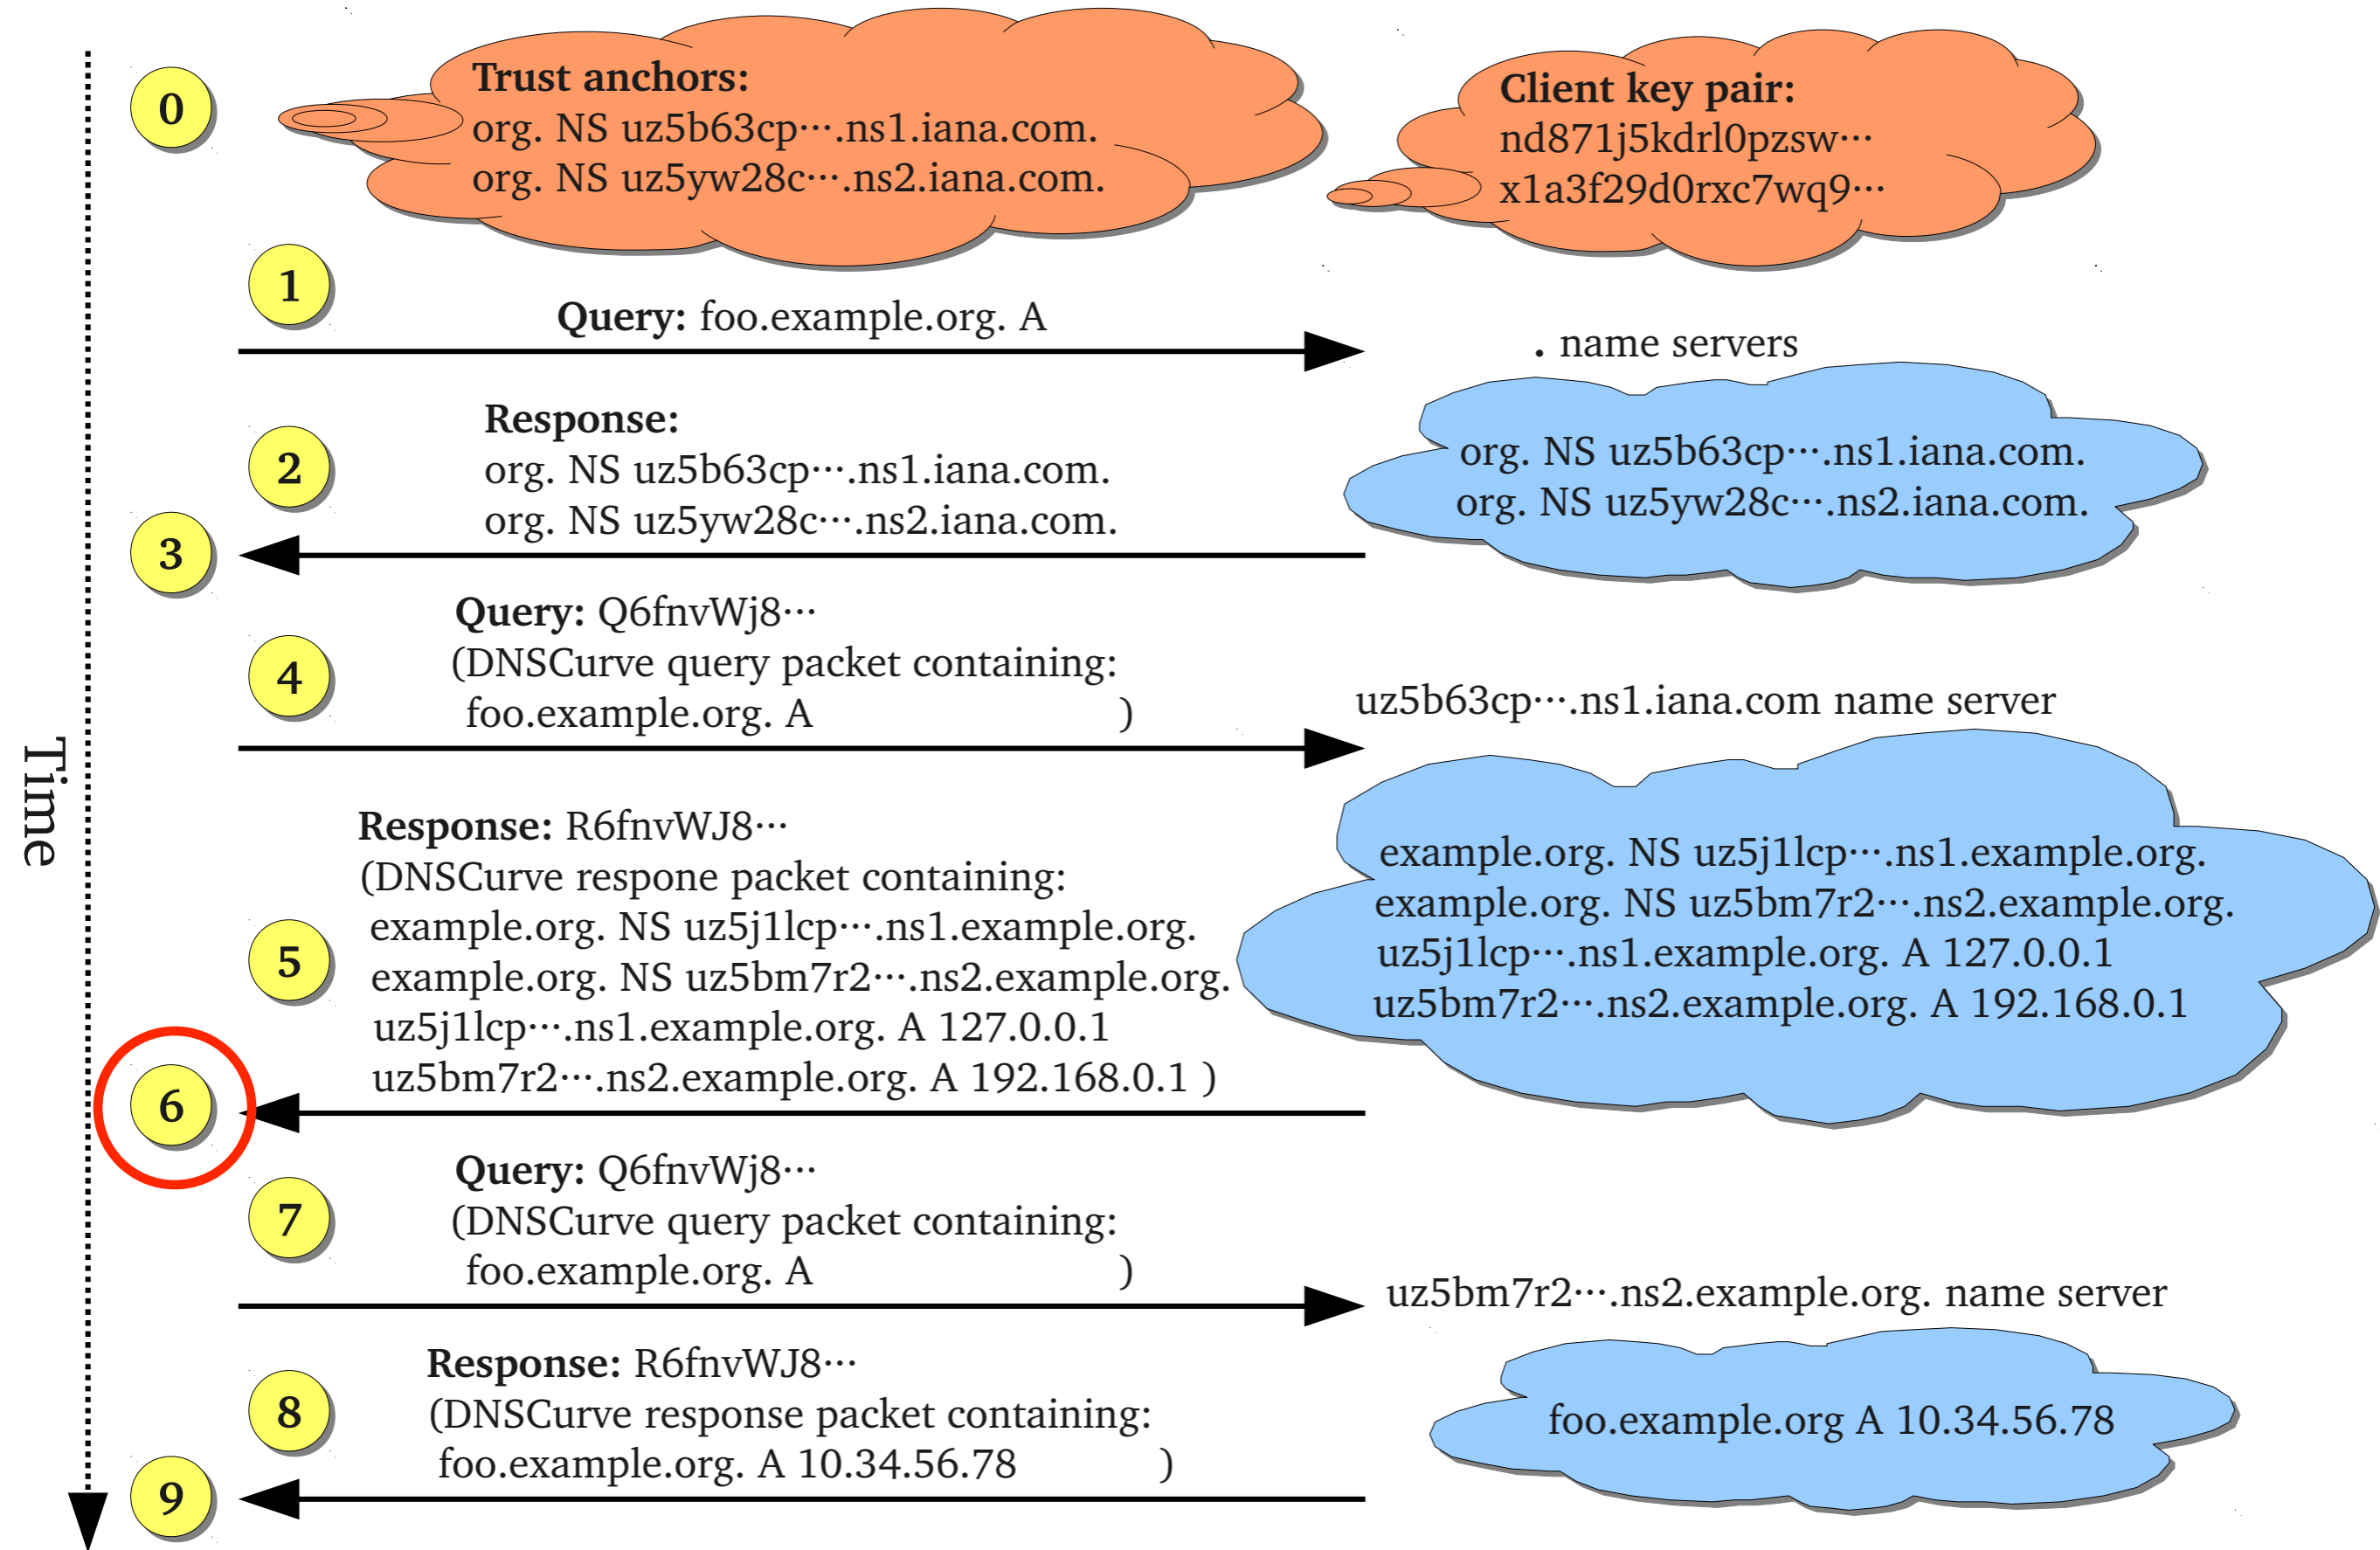 Time
0
Trust anchors:
org. NS uz5b63cp···.ns1.iana.com.
org. NS uz5yw28c···.ns2.iana.com.
Client key pair:
nd871j5kdrl0pzsw···
x1a3f29d0rxc7wq9···
1
Query: foo.example.org. A
. name servers
2
Response:
org. NS uz5b63cp···.ns1.iana.com.
org. NS uz5yw28c···.ns2.iana.com.
org. NS uz5b63cp···.ns1.iana.com.
org. NS uz5yw28c···.ns2.iana.com.
3
4
Query: Q6fnvWj8···
(DNSCurve query packet containing:
foo.example.org. A )
uz5b63cp···.ns1.iana.com name server
5
Response: R6fnvWJ8···
(DNSCurve respone packet containing:
example.org. NS uz5j1lcp···.ns1.example.org.
example.org. NS uz5bm7r2···.ns2.example.org.
uz5j1lcp···.ns1.example.org. A 127.0.0.1
uz5bm7r2···.ns2.example.org. A 192.168.0.1 )
example.org. NS uz5j1lcp···.ns1.example.org.
example.org. NS uz5bm7r2···.ns2.example.org.
uz5j1lcp···.ns1.example.org. A 127.0.0.1
uz5bm7r2···.ns2.example.org. A 192.168.0.1
6
7
Query: Q6fnvWj8···
(DNSCurve query packet containing:
foo.example.org. A )
uz5bm7r2···.ns2.example.org. name server
8
Response: R6fnvWJ8···
(DNSCurve response packet containing:
foo.example.org. A 10.34.56.78 )
foo.example.org A 10.34.56.78
9